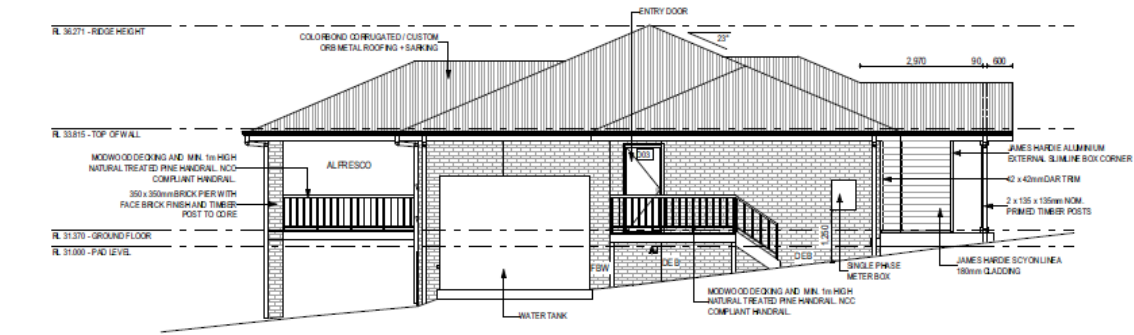 ENTRY DOOR
RL 36.271 - RIDGE HEIGHT
COLORBOND CORRUGATED / CUSTOM
ORB METAL ROOFING + SARKING
23°
2,970
90
600
RL 33.815 - TOP OF WALL
MODWOOD DECKING AND MIN. 1m HIGH
NATURAL TREATED PINE HANDRAIL. NCC
COMPLIANT HANDRAIL.
ALFRESCO
D03
JAMES HARDIE ALUMINIUM
EXTERNAL SLIMLINE BOX CORNER
350 x 350mm BRICK PIER WITH
FACE BRICK FINISH AND TIMBER
POST TO CORE
42 x 42mm DAR TRIM
2 x 135 x 135mm NOM.
PRIMED TIMBER POSTS
RL 31.370 - GROUND FLOOR
RL 31.000 - PAD LEVEL
1,250
FBW
DEB
DEB
SINGLE PHASE
METER BOX
JAMES HARDIE SCYON LINEA
180mm CLADDING
MODWOOD DECKING AND MIN. 1m HIGH
NATURAL TREATED PINE HANDRAIL. NCC
COMPLIANT HANDRAIL.
WATER TANK